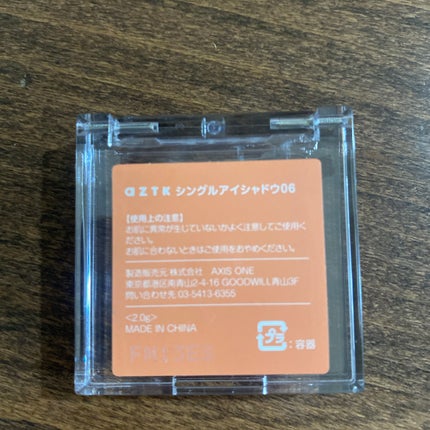 aZTK シングルアイシャドウ06
【使用上の注意】
お肌に異常が生じていないかよく注意してご使用く
ださい。
お肌に合わないときはご使用をおやめください。
製造販売元 株式会社 AXIS ONE
東京都港区南青山2-4-16 GOODWILL青山3F
問い合わせ先 03-5413-6355
<2.0g>
MADE IN CHINA
プラ
:容器